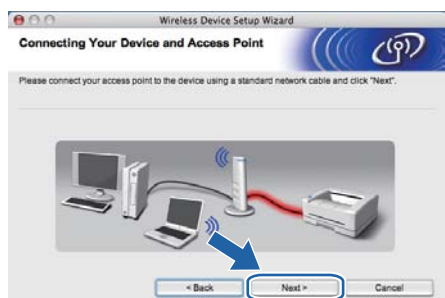 Wireless Device Setup Wizard
Connecting Your Device and Access Point
Please connect your access point to the device using a standard network cable and click "Next".
< Back
Next >
Cancel